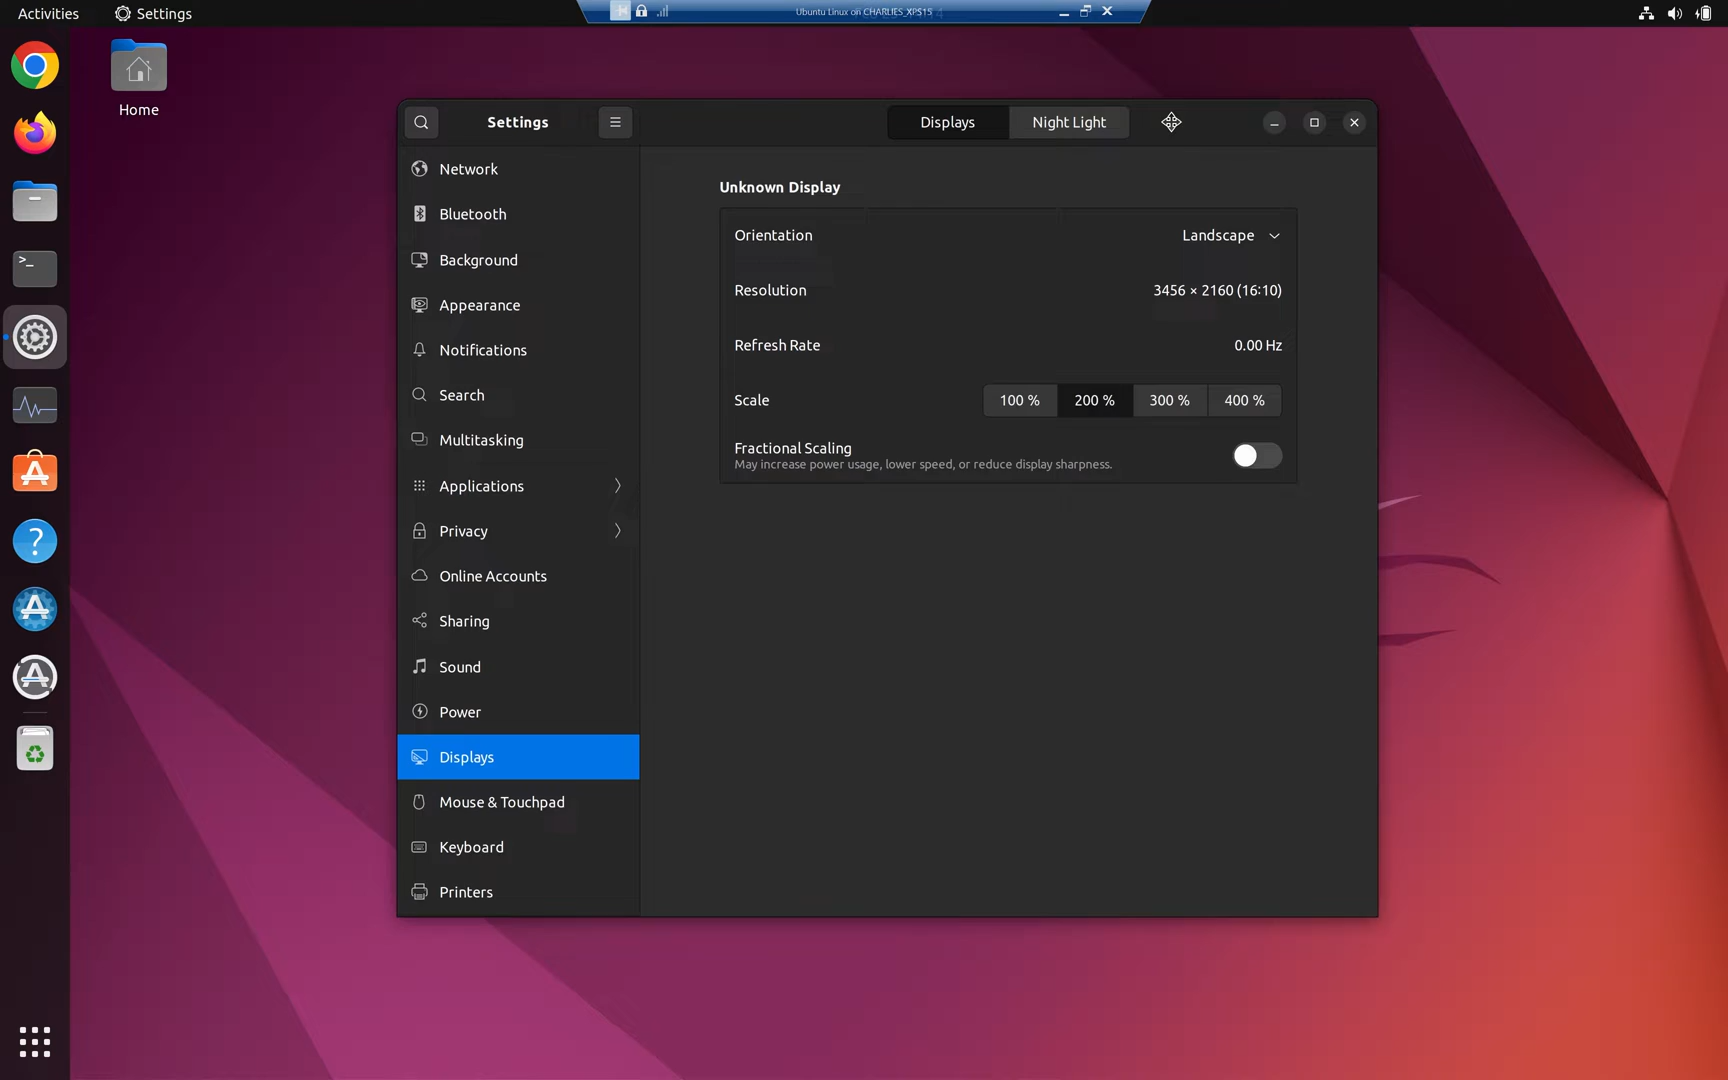 Activities
Settings
Ubuntu Linux on CHARLIES_XPS15
Home
Settings
Displays
Night Light
Network
Bluetooth
Background
Appearance
Notifications
Search
Multitasking
Applications
Privacy
Online Accounts
Sharing
Sound
Power
Displays
Mouse & Touchpad
Keyboard
Printers
Unknown Display
Orientation
Landscape
Resolution
3456 × 2160 (16:10)
Refresh Rate
0.00 Hz
Scale
100 %
200 %
300 %
400 %
Fractional Scaling
May increase power usage, lower speed, or reduce display sharpness.